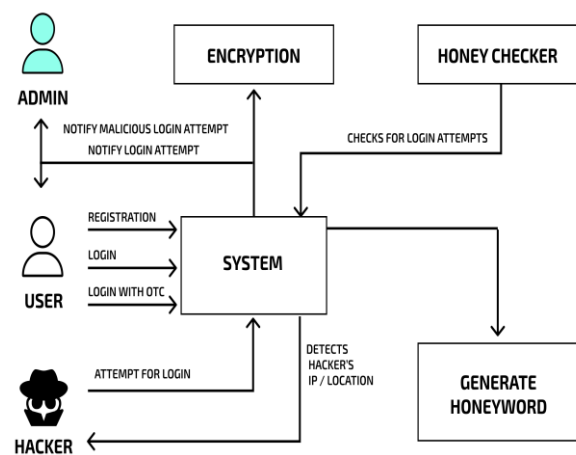 ENCRYPTION
HONEY CHECKER
ADMIN
NOTIFY MALICIOUS LOGIN ATTEMPT
NOTIFY LOGIN ATTEMPT
CHECKS FOR LOGIN ATTEMPTS
REGISTRATION
LOGIN
LOGIN WITH OTC
USER
SYSTEM
ATTEMPT FOR LOGIN
DETECTS
HACKER'S
IP / LOCATION
GENERATE
HONEYWORD
HACKER